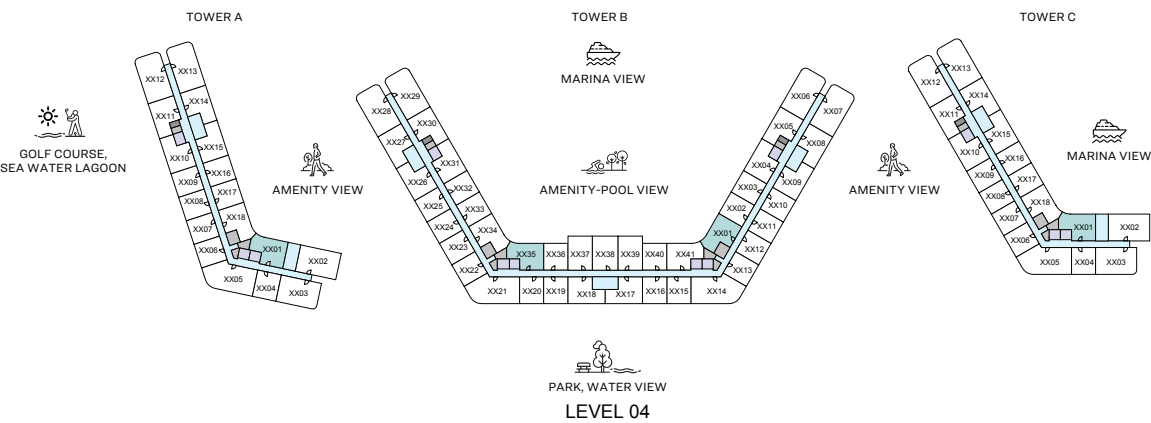 TOWER A
TOWER B
TOWER C
MARINA VIEW
GOLF COURSE,
SEA WATER LAGOON
AMENITY VIEW
AMENITY-POOL VIEW
AMENITY VIEW
MARINA VIEW
XX12
XX13
XX14
XX11
XX15
XX10
XX16
XX09
XX17
XX08
XX18
XX07
XX06
XX01
XX02
XX05
XX04
XX03
XX29
XX28
XX30
XX27
XX31
XX26
XX32
XX25
XX33
XX24
XX34
XX23
XX22
XX35
XX36
XX37
XX38
XX39
XX40
XX41
XX21
XX20
XX19
XX18
XX17
XX16
XX15
XX14
XX06
XX07
XX05
XX08
XX04
XX09
XX03
XX10
XX02
XX11
XX01
XX12
XX13
XX12
XX13
XX14
XX11
XX15
XX10
XX16
XX09
XX17
XX08
XX18
XX07
XX06
XX01
XX02
XX05
XX04
XX03
PARK, WATER VIEW
LEVEL 04